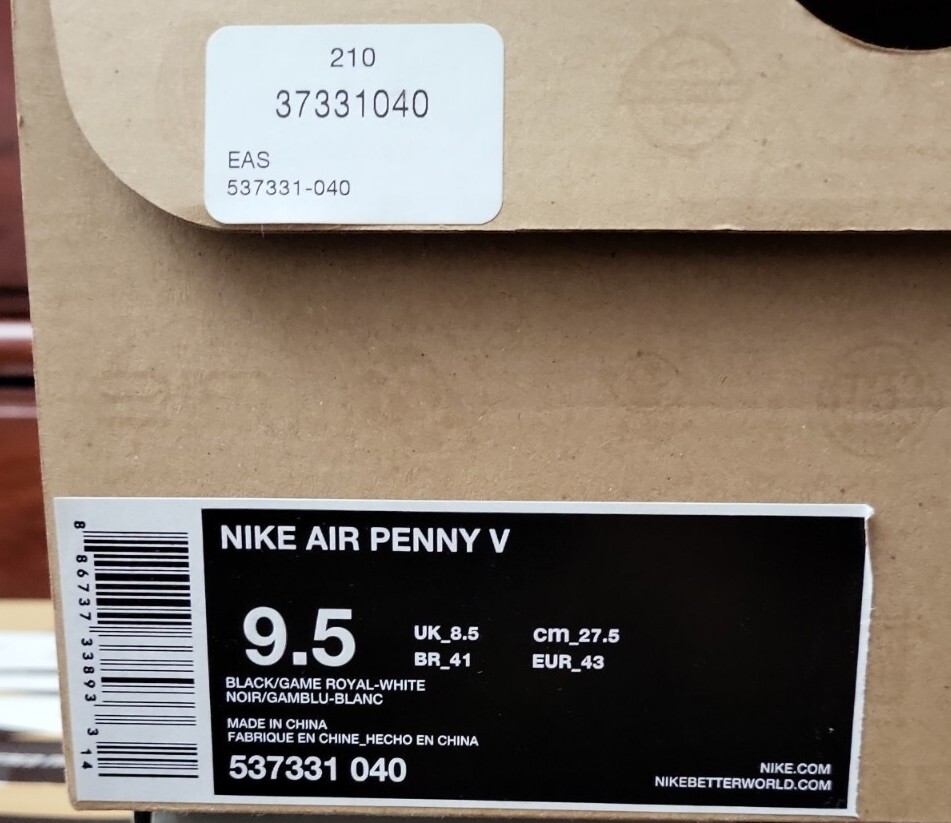 210
37331040
EAS
537331-040
NIKE AIR PENNY V
9.5
UK_8.5 cm_27.5
BR_41 EUR_43
BLACK/GAME ROYAL-WHITE
NOIR/GAMBLU-BLANC
MADE IN CHINA
FABRIQUE EN CHINE_HECHO EN CHINA
537331 040
NIKE.COM
NIKEBETTERWORLD.COM
8 86737 33893 3 14